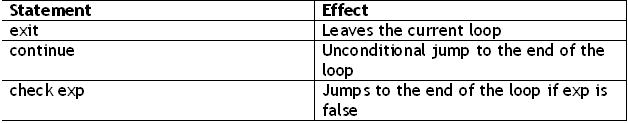 Statement Effect
exit Leaves the current loop
continue Unconditional jump to the end of the
loop
check exp Jumps to the end of the loop if exp is
false